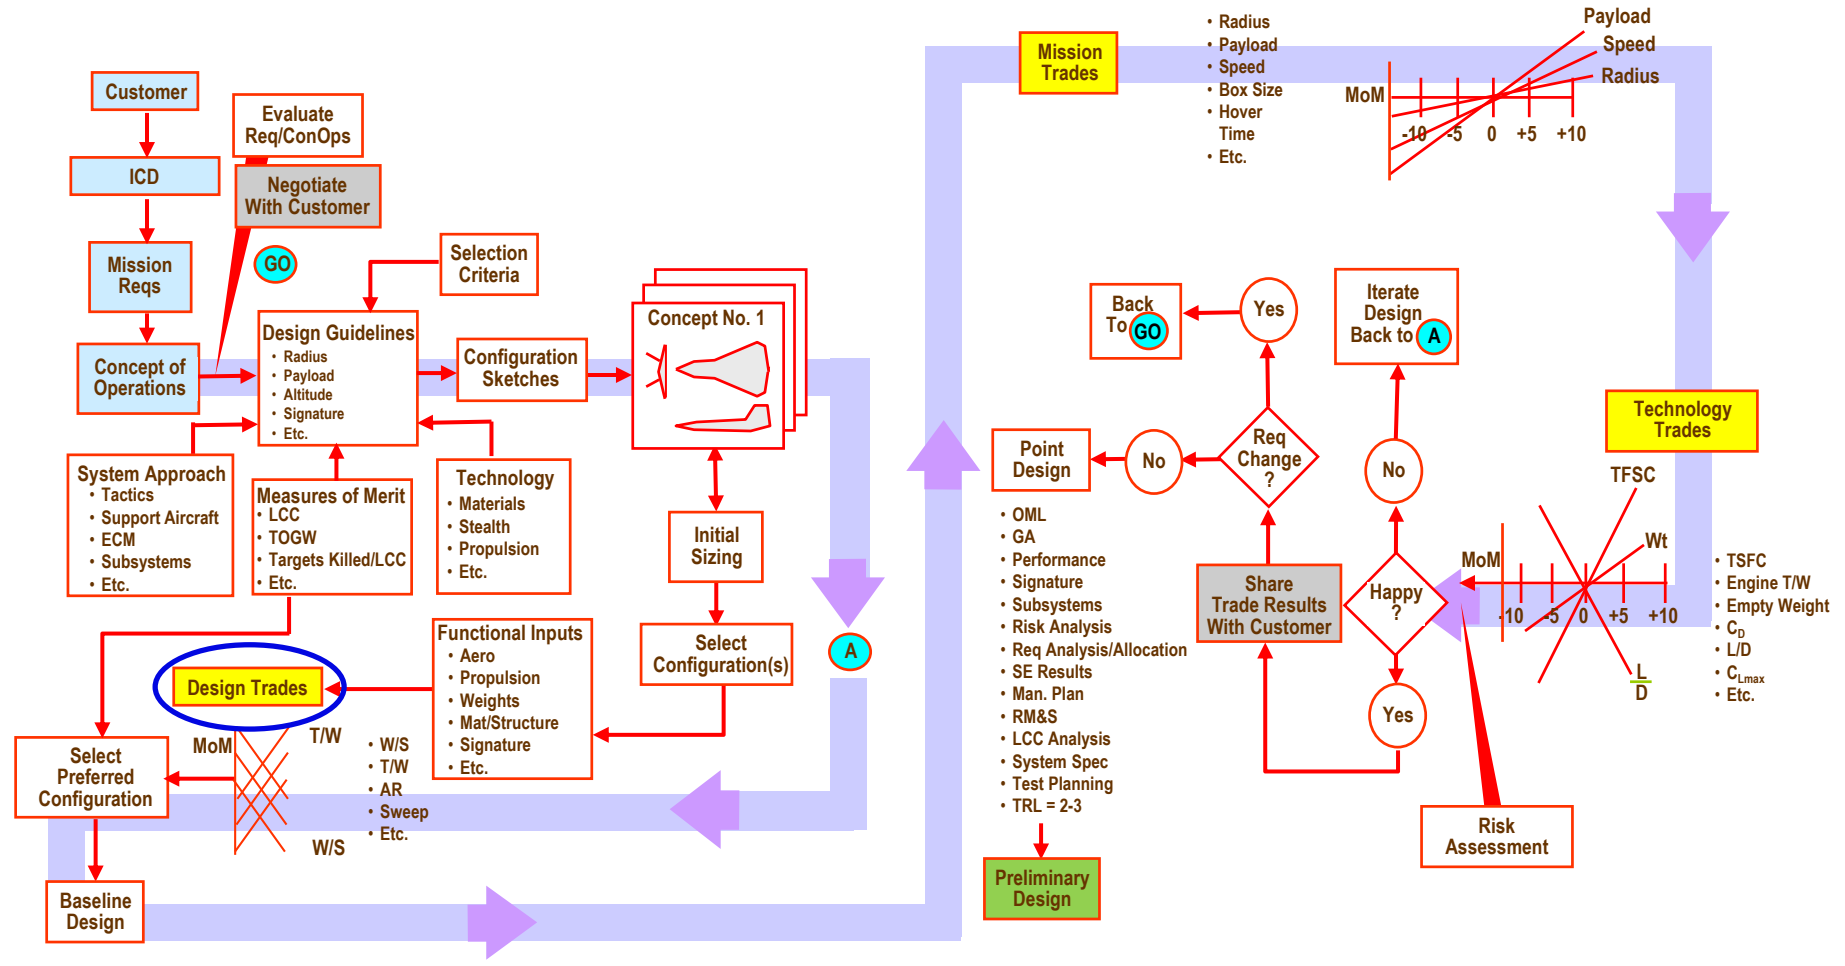 Customer
ICD
Mission
Reqs
Concept of
Operations
Evaluate
Req/ConOps
Negotiate
With Customer
GO
Selection
Criteria
Design Guidelines
• Radius
• Payload
• Altitude
• Signature
• Etc.
Configuration
Sketches
Concept No. 1
System Approach
• Tactics
• Support Aircraft
• ECM
• Subsystems
• Etc.
Measures of Merit
• LCC
• TOGW
• Targets Killed/LCC
• Etc.
Technology
• Materials
• Stealth
• Propulsion
• Etc.
Initial
Sizing
Select
Configuration(s)
A
Functional Inputs
• Aero
• Propulsion
• Weights
• Mat/Structure
• Signature
• Etc.
Design Trades
MoM
T/W
W/S
• W/S
• T/W
• AR
• Sweep
• Etc.
Select
Preferred
Configuration
Baseline
Design
Mission
Trades
• Radius
• Payload
• Speed
• Box Size
• Hover
Time
• Etc.
Payload
Speed
Radius
MoM
-10 -5 0 +5 +10
Technology
Trades
TFSC
Wt
MoM
-10 -5 0 +5 +10
L
D
• TSFC
• Engine T/W
• Empty Weight
• CD
• L/D
• CLmax
• Etc.
Risk
Assessment
Happy
?
No
Iterate
Design
Back to A
Yes
Share
Trade Results
With Customer
Req
Change
?
Yes
Back
To GO
No
Point
Design
• OML
• GA
• Performance
• Signature
• Subsystems
• Risk Analysis
• Req Analysis/Allocation
• SE Results
• Man. Plan
• RM&S
• LCC Analysis
• System Spec
• Test Planning
• TRL = 2-3
Preliminary
Design